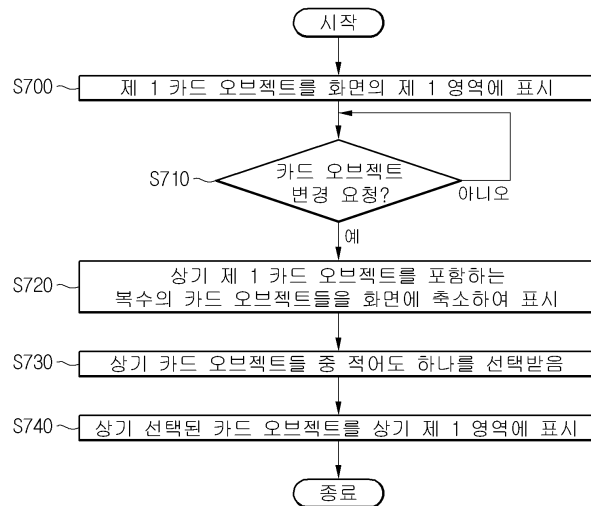 시작
S700
제 1 카드 오브젝트를 화면의 제 1 영역에 표시
S710
카드 오브젝트
변경 요청?
아니오
예
S720
상기 제 1 카드 오브젝트를 포함하는
복수의 카드 오브젝트들을 화면에 축소하여 표시
S730
상기 카드 오브젝트들 중 적어도 하나를 선택받음
S740
상기 선택된 카드 오브젝트를 상기 제 1 영역에 표시
종료